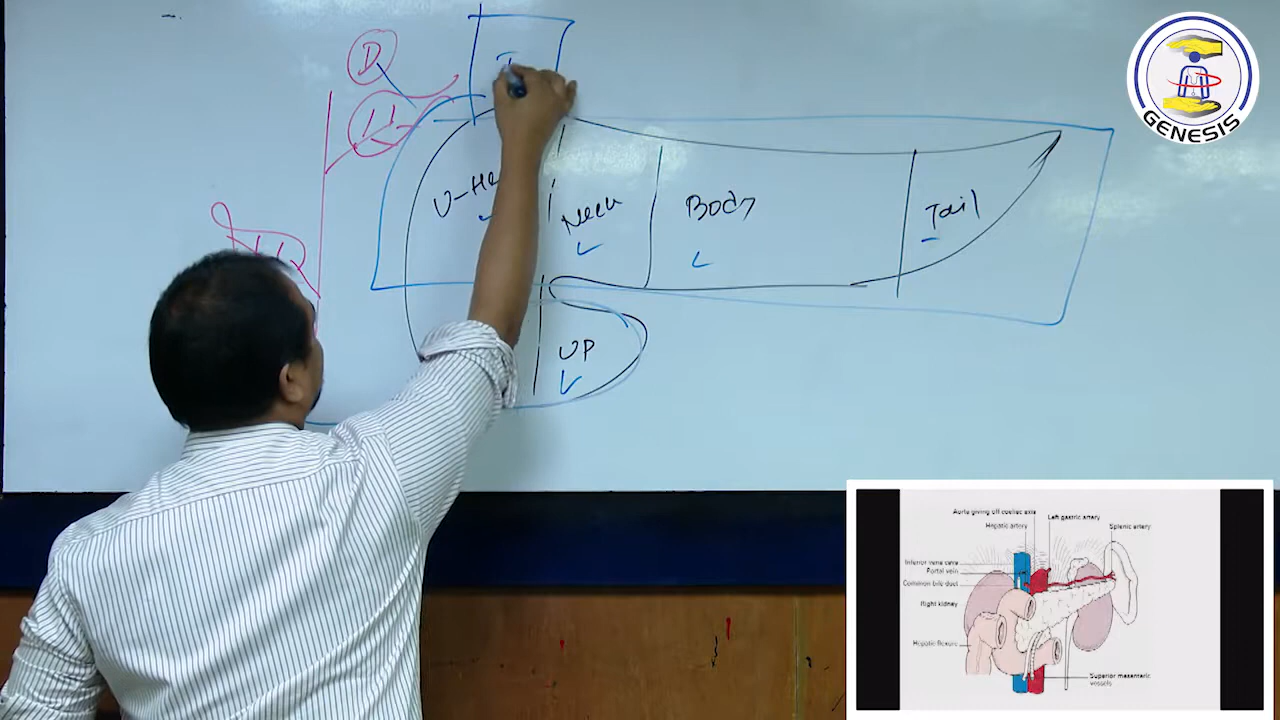 D
GENESIS
U-He
Neck
Body
Tail
UP
Aorta giving off coeliac axis
Hepatic artery
Left gastric artery
Splenic artery
Inferior vena cava
Portal vein
Common bile duct
Right kidney
Hepatic flexure
Superior mesenteric
vessels